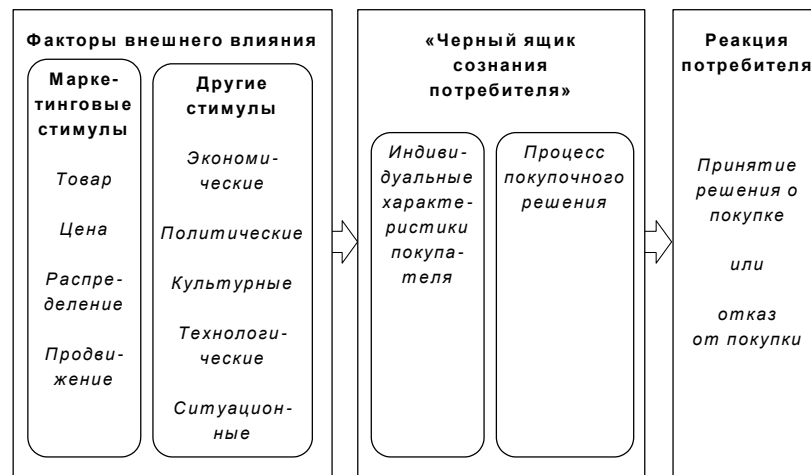 Факторы внешнего влияния
Марке-
тинговые
стимулы
Товар
Цена
Распре-
деление
Продви-
жение
Другие
стимулы
Экономи-
ческие
Политические
Культурные
Технологи-
ческие
Ситуацион-
ные
«Черный ящик
сознания
потребителя»
Индиви-
дуальные
характе-
ристики
покупа-
теля
Процесс
покупочного
решения
Реакция
потребителя
Принятие
решения о
покупке
или
отказ
от покупки